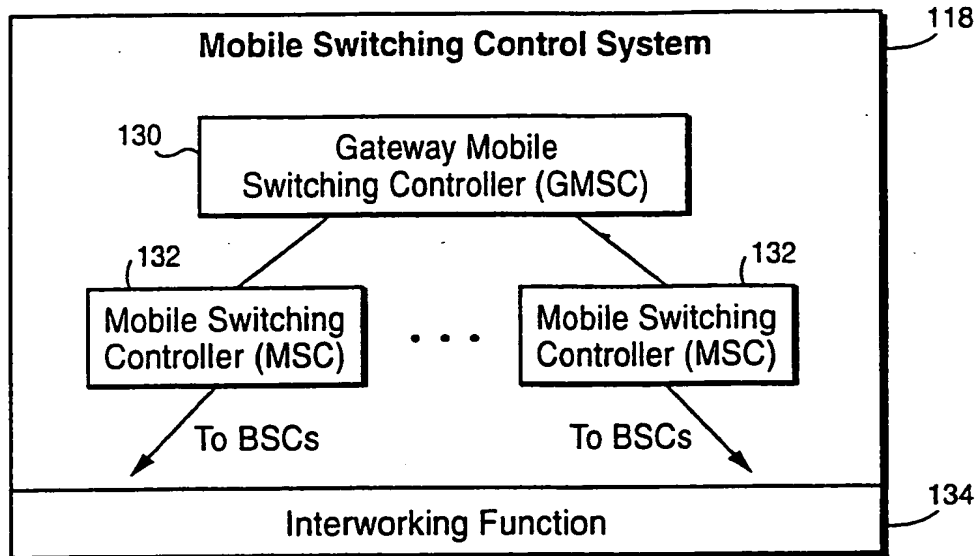 118
Mobile Switching Control System
130
Gateway Mobile
Switching Controller (GMSC)
132
132
Mobile Switching
Controller (MSC)
. . .
Mobile Switching
Controller (MSC)
To BSCs
To BSCs
134
Interworking Function